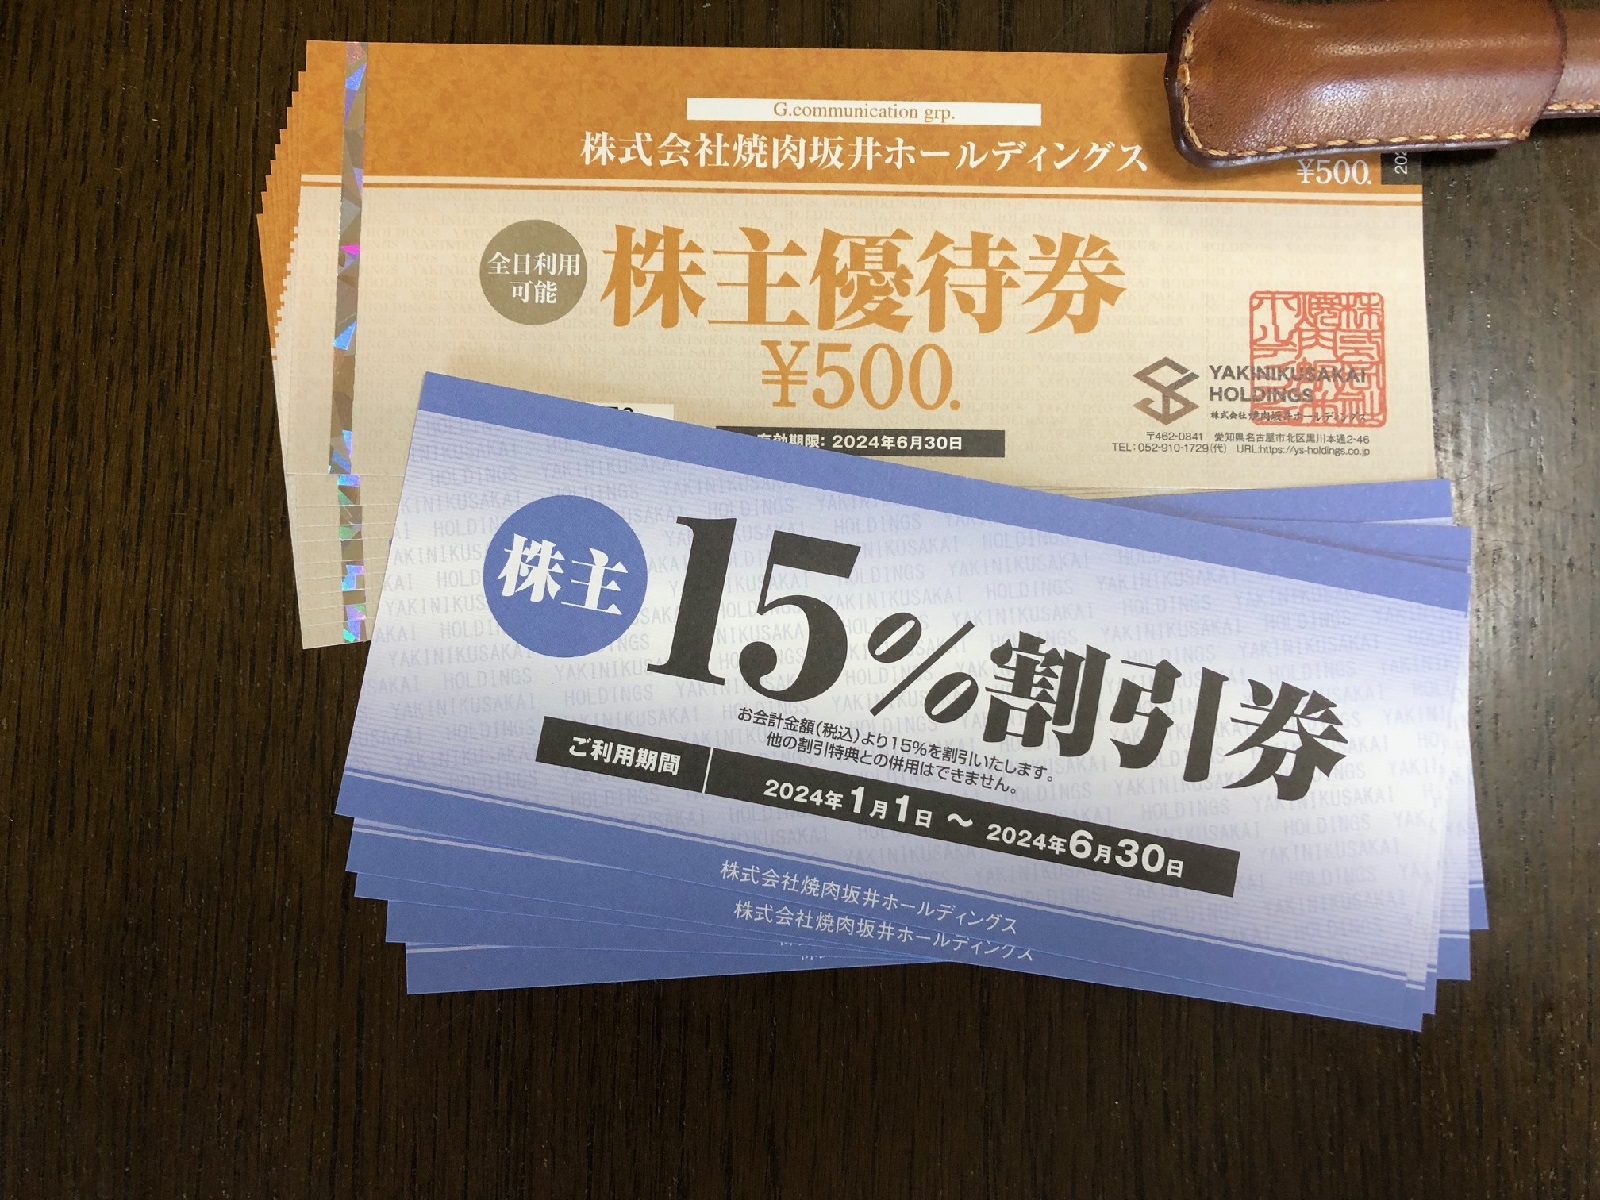 G.communication grp.
株式会社焼肉坂井ホールディングス
¥500.
202
全日利用
可能
株主優待券
¥500.
YAKINIKUSAKAI
HOLDINGS
株式会社焼肉坂井ホールディングス
有効期限: 2024年6月30日
〒462-0841 愛知県名古屋市北区黒川本通2-46
TEL:052-910-1729(代) URL:https://ys-holdings.co.jp
株主
15%割引券
お会計金額(税込)より15%を割引いたします。
他の割引特典との併用はできません。
ご利用期間
2024年1月1日 〜 2024年6月30日
株式会社焼肉坂井ホールディングス
株式会社焼肉坂井ホールディングス